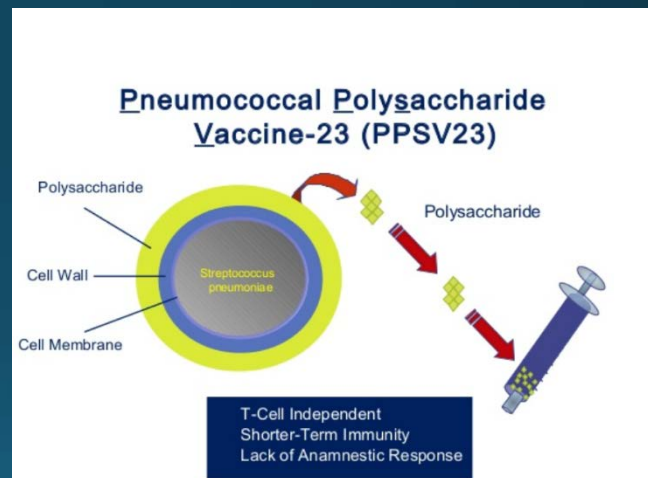 Pneumococcal Polysaccharide
Vaccine-23 (PPSV23)
Polysaccharide
Polysaccharide
Cell Wall
Streptococcus
pneumoniae
Cell Membrane
T-Cell Independent
Shorter-Term Immunity
Lack of Anamnestic Response